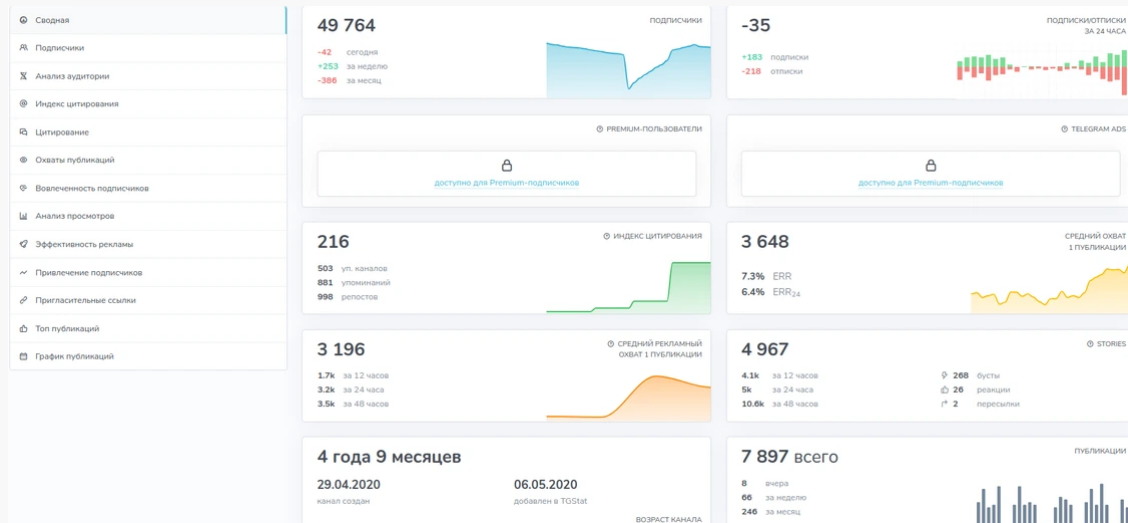 Сводная
Подписчики
Анализ аудитории
Индекс цитирования
Цитирование
Охваты публикаций
Вовлеченность подписчиков
Анализ просмотров
Эффективность рекламы
Привлечение подписчиков
Пригласительные ссылки
Топ публикаций
График публикаций
49 764
ПОДПИСЧИКИ
-42 сегодня
+253 за неделю
-386 за месяц
-35
ПОДПИСКИ/ОТПИСКИ
ЗА 24 ЧАСА
+183 подписки
-218 отписки
PREMIUM-ПОЛЬЗОВАТЕЛИ
доступно для Premium-подписчиков
TELEGRAM ADS
доступно для Premium-подписчиков
216
ИНДЕКС ЦИТИРОВАНИЯ
503 уп. каналов
881 упоминаний
998 репостов
3 648
СРЕДНИЙ ОХВАТ
1 ПУБЛИКАЦИИ
7.3% ERR
6.4% ERR24
3 196
СРЕДНИЙ РЕКЛАМНЫЙ
ОХВАТ 1 ПУБЛИКАЦИИ
1.7k за 12 часов
3.2k за 24 часа
3.5k за 48 часов
4 967
STORIES
4.1k за 12 часов
5k за 24 часа
10.6k за 48 часов
268 бусты
26 реакции
2 пересылки
4 года 9 месяцев
29.04.2020
канал создан
06.05.2020
добавлен в TGStat
ВОЗРАСТ КАНАЛА
7 897 всего
ПУБЛИКАЦИИ
8 вчера
66 за неделю
246 за месяц